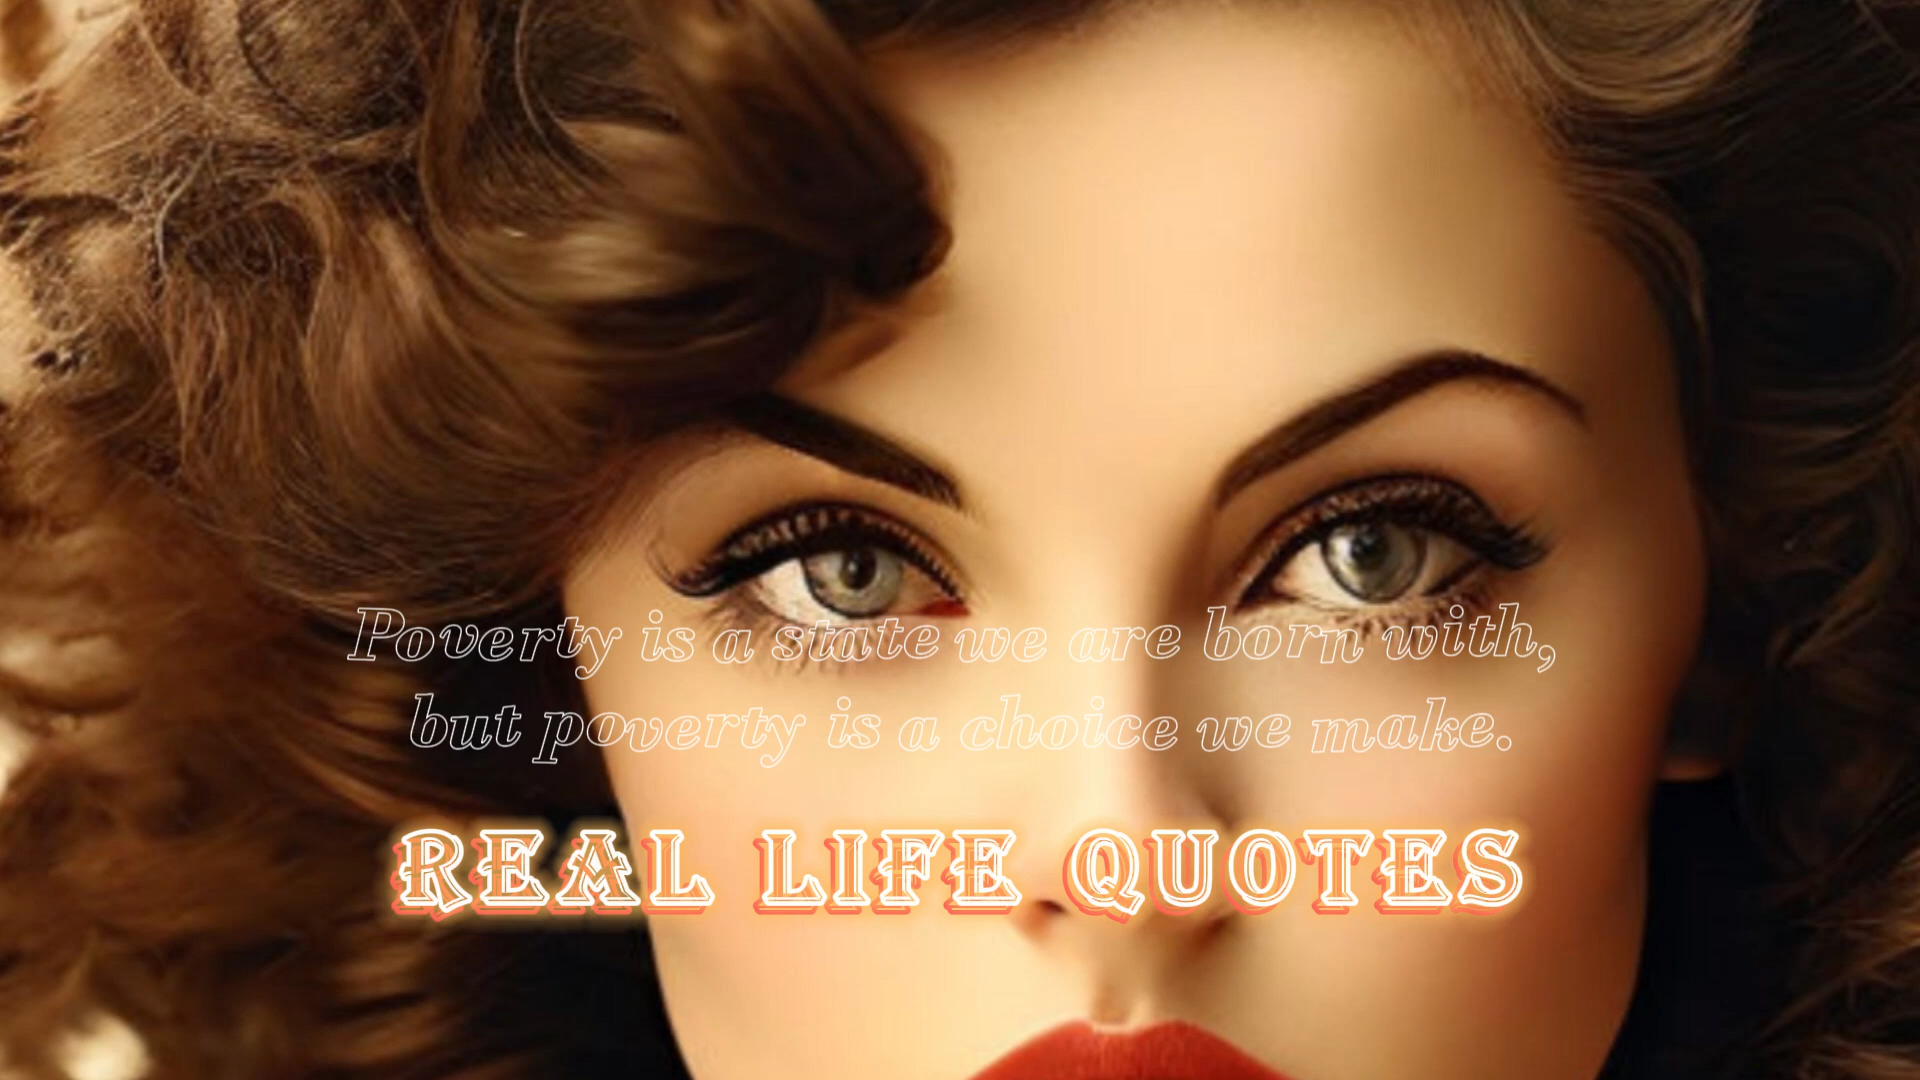 Poverty is a state we are born with,
but poverty is a choice we make.
REAL LIFE QUOTES